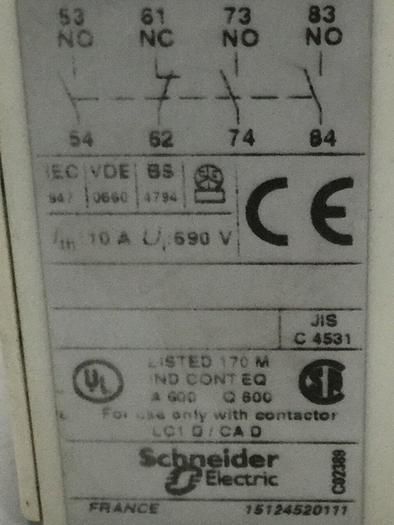 53 61 73 83
NO NC NO NO
54 62 74 84
IEC VDE BS
947 0660 4794
Ith 10 A Ui 690 V
CE
JIS
C 4531
UL
LISTED 170 M
IND CONT EQ
A 600 Q 600
For use only with contactor
LC1 D / CA D
Schneider
Electric
C02389
FRANCE 15124520111